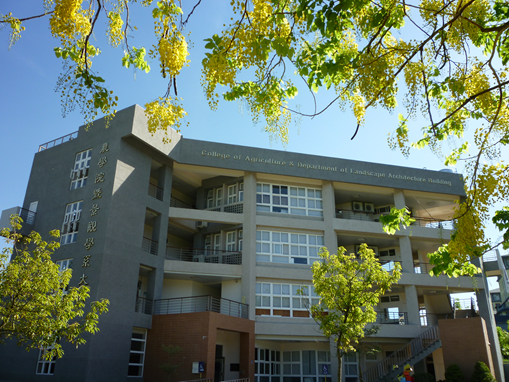 農學院暨景觀學系大
College of Agriculture & Department of Landscape Architecture Building